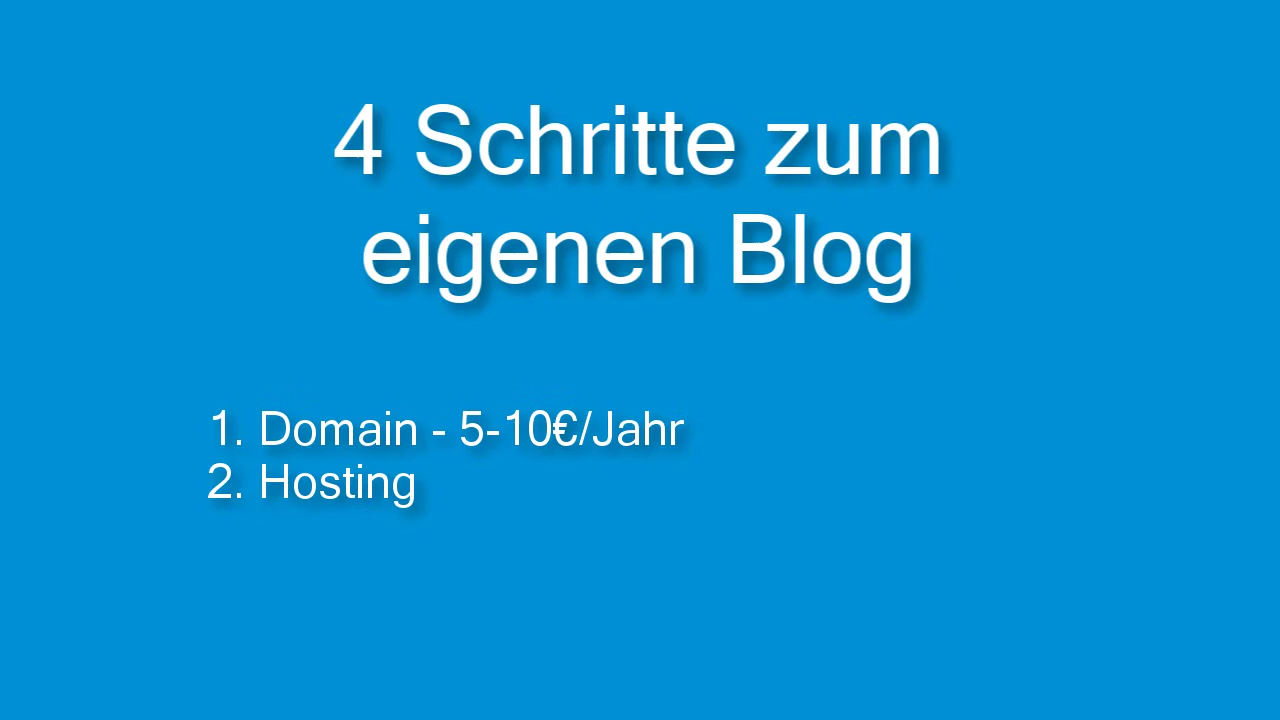 4 Schritte zum
eigenen Blog
1. Domain - 5-10€/Jahr
2. Hosting